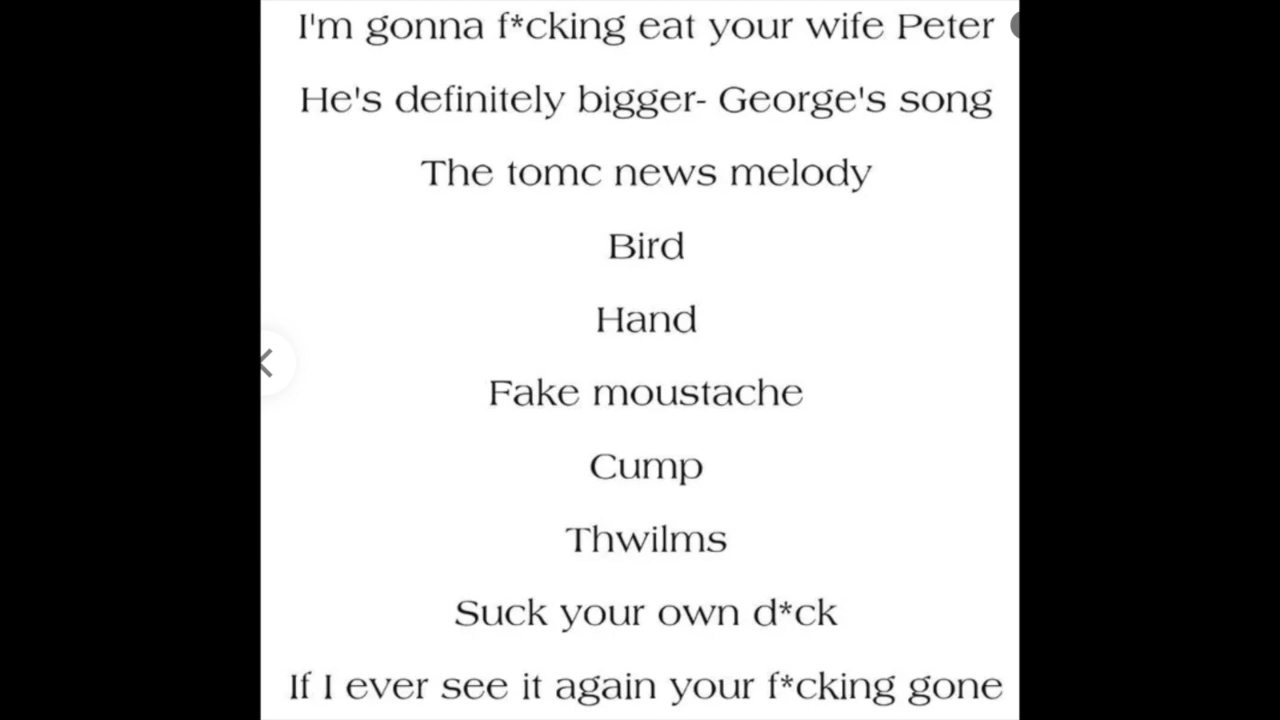 I'm gonna f*cking eat your wife Peter
He's definitely bigger- George's song
The tomc news melody
Bird
Hand
Fake moustache
Cump
Thwilms
Suck your own d*ck
If I ever see it again your f*cking gone